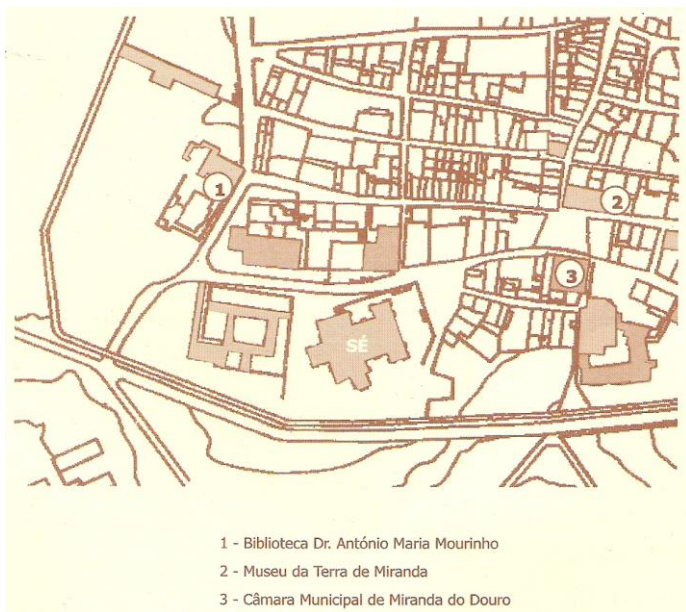 1
2
3
SÉ
1 - Biblioteca Dr. António Maria Mourinho
2 - Museu da Terra de Miranda
3 - Câmara Municipal de Miranda do Douro